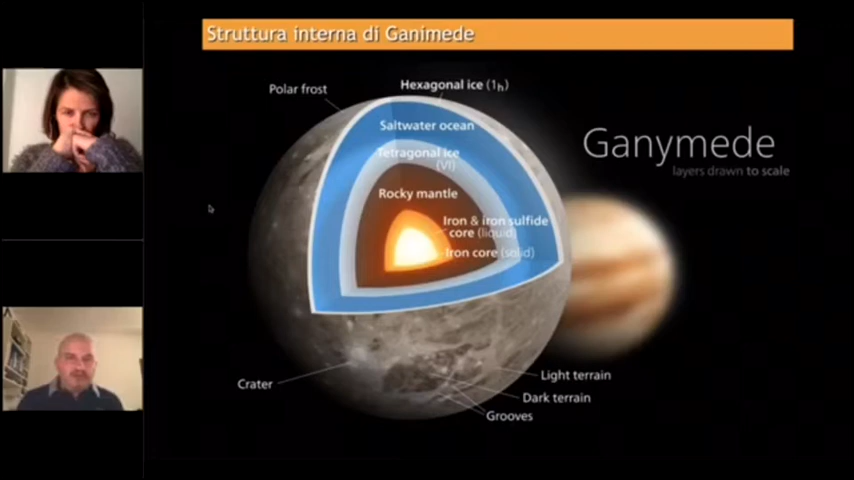 Struttura interna di Ganimede
Polar frost
Hexagonal ice (1h)
Saltwater ocean
Tetragonal ice
(VI)
Rocky mantle
Iron & iron sulfide
core (liquid)
Iron core (solid)
Ganymede
layers drawn to scale
Crater
Light terrain
Dark terrain
Grooves